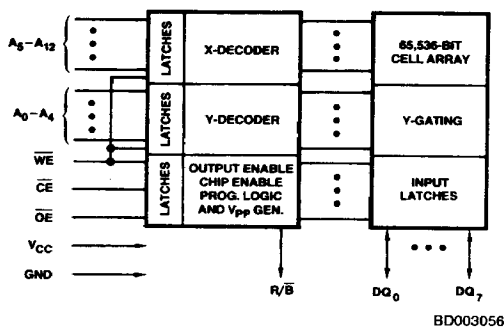 A5–A12
LATCHES
X-DECODER
65,536-BIT
CELL ARRAY
A0–A4
LATCHES
Y-DECODER
Y-GATING
WE
CE
OE
LATCHES
OUTPUT ENABLE
CHIP ENABLE
PROG. LOGIC
AND VPP GEN.
INPUT
LATCHES
VCC
GND
R/B
DQ0
DQ7
BD003056